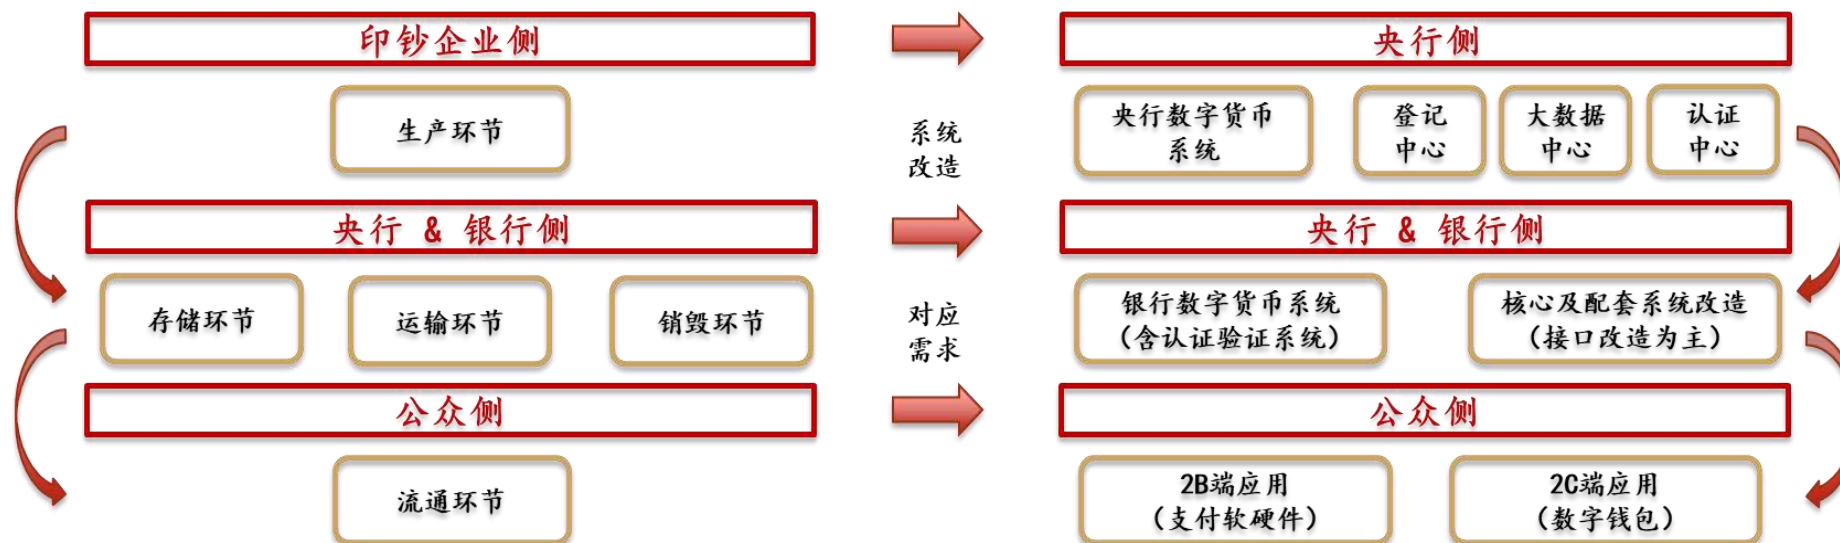 印钞企业侧
央行侧
生产环节
系统
改造
央行数字货币
系统
登记
中心
大数据
中心
认证
中心
央行 & 银行侧
央行 & 银行侧
存储环节
运输环节
销毁环节
对应
需求
银行数字货币系统
（含认证验证系统）
核心及配套系统改造
（接口改造为主）
公众侧
公众侧
流通环节
2B端应用
（支付软硬件）
2C端应用
（数字钱包）